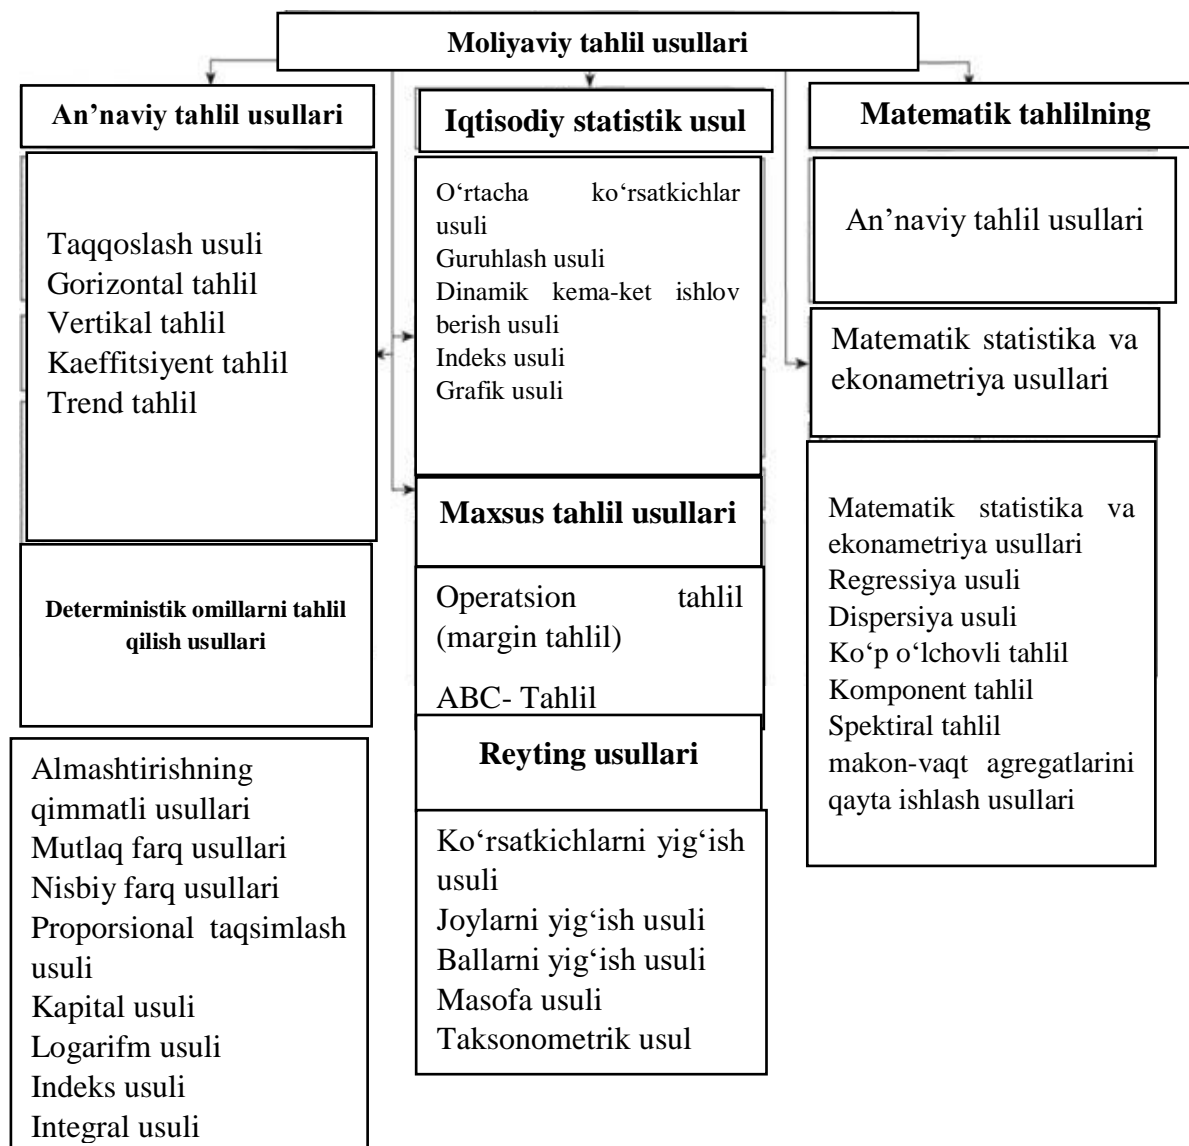 Moliyaviy tahlil usullari
An’naviy tahlil usullari
Taqqoslash usuli
Gorizontal tahlil
Vertikal tahlil
Kaeffitsiyent tahlil
Trend tahlil
Deterministik omillarni tahlil
qilish usullari
Almashtirishning
qimmatli usullari
Mutlaq farq usullari
Nisbiy farq usullari
Proporsional taqsimlash
usuli
Kapital usuli
Logarifm usuli
Indeks usuli
Integral usuli
Iqtisodiy statistik usul
O‘rtacha ko‘rsatkichlar
usuli
Guruhlash usuli
Dinamik kema-ket ishlov
berish usuli
Indeks usuli
Grafik usuli
Maxsus tahlil usullari
Operatsion tahlil
(margin tahlil)
ABC- Tahlil
Reyting usullari
Ko‘rsatkichlarni yig‘ish
usuli
Joylarni yig‘ish usuli
Ballarni yig‘ish usuli
Masofa usuli
Taksonometrik usul
Matematik tahlilning
An’naviy tahlil usullari
Matematik statistika va
ekonametriya usullari
Matematik statistika va
ekonametriya usullari
Regressiya usuli
Dispersiya usuli
Ko‘p o‘lchovli tahlil
Komponent tahlil
Spektiral tahlil
makon-vaqt agregatlarini
qayta ishlash usullari